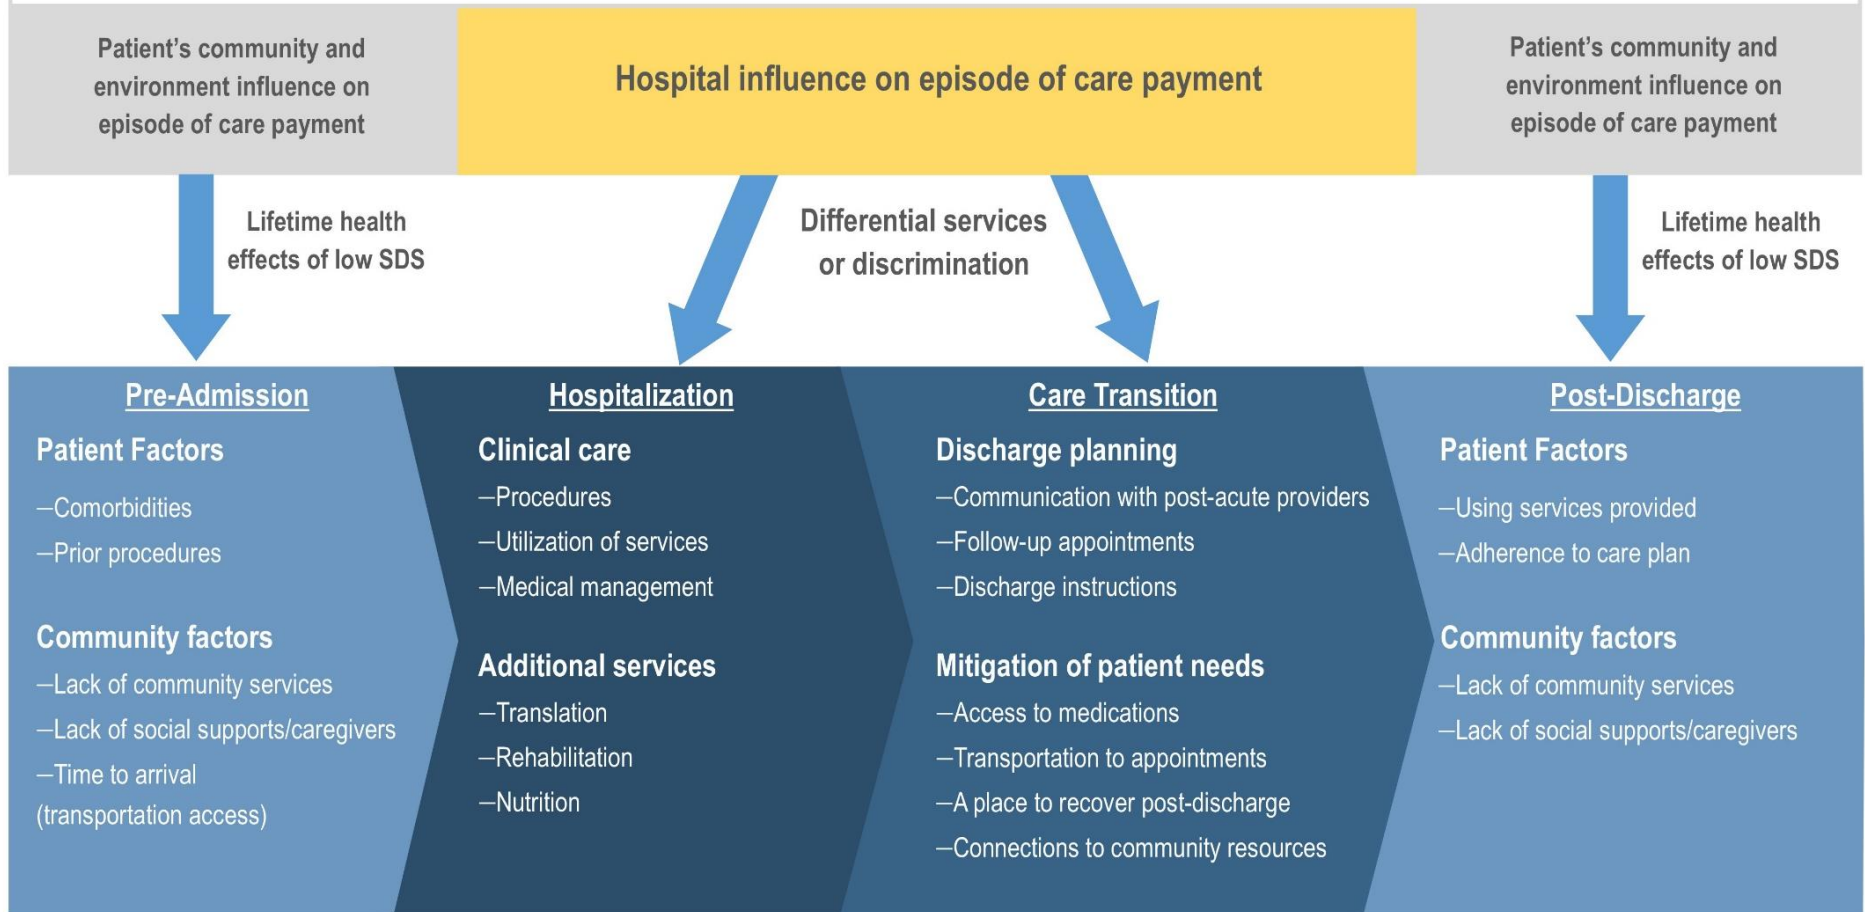 Patient’s community and
environment influence on
episode of care payment
Hospital influence on episode of care payment
Patient’s community and
environment influence on
episode of care payment
Lifetime health
effects of low SDS
Differential services
or discrimination
Lifetime health
effects of low SDS
Pre-Admission
Patient Factors
–Comorbidities
–Prior procedures
Community factors
–Lack of community services
–Lack of social supports/caregivers
–Time to arrival
(transportation access)
Hospitalization
Clinical care
–Procedures
–Utilization of services
–Medical management
Additional services
–Translation
–Rehabilitation
–Nutrition
Care Transition
Discharge planning
–Communication with post-acute providers
–Follow-up appointments
–Discharge instructions
Mitigation of patient needs
–Access to medications
–Transportation to appointments
–A place to recover post-discharge
–Connections to community resources
Post-Discharge
Patient Factors
–Using services provided
–Adherence to care plan
Community factors
–Lack of community services
–Lack of social supports/caregivers